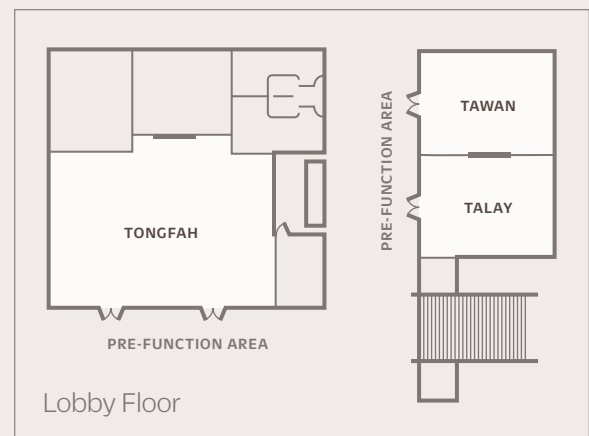 TONGFAH
PRE-FUNCTION AREA
Lobby Floor
PRE-FUNCTION AREA
TAWAN
TALAY